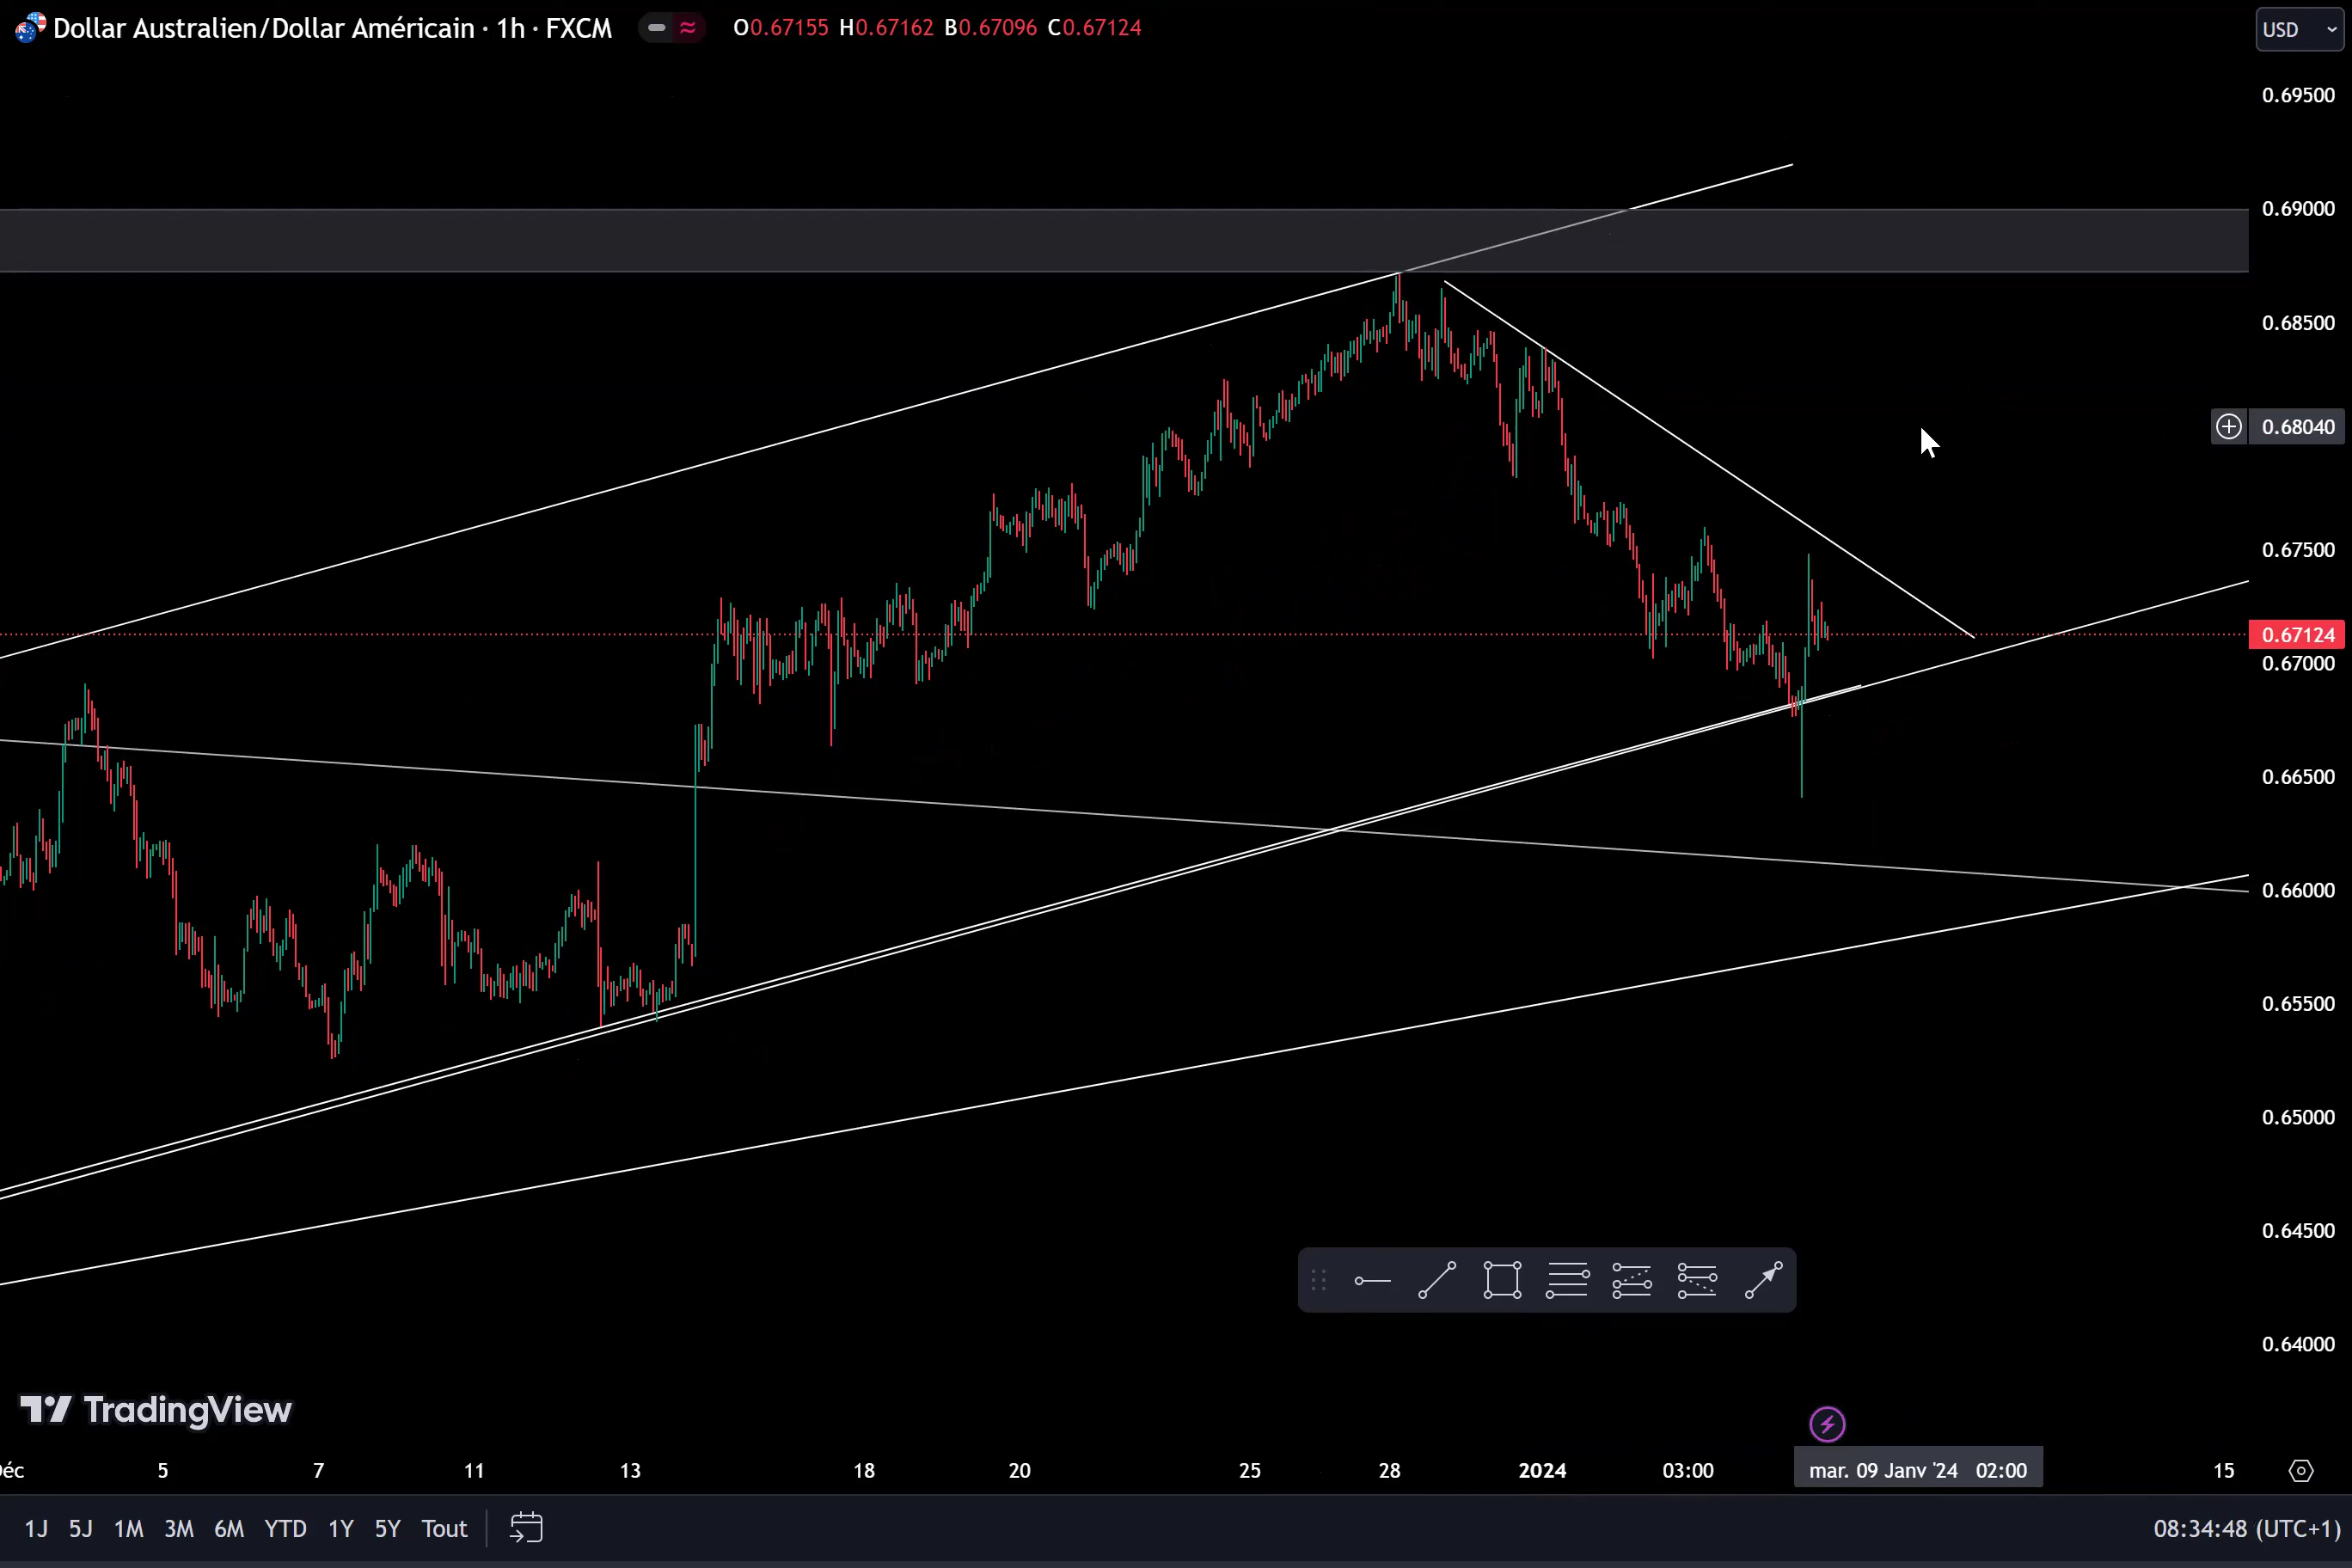 Dollar Australien/Dollar Américain · 1h · FXCM O0.67155 H0.67162 B0.67096 C0.67124
USD
0.69500
0.69000
0.68500
0.68040
0.67500
0.67124
0.67000
0.66500
0.66000
0.65500
0.65000
0.64500
0.64000
TradingView
Déc 5 7 11 13 18 20 25 28 2024 03:00 mar. 09 Janv '24 02:00 15
1J 5J 1M 3M 6M YTD 1Y 5Y Tout 08:34:48 (UTC+1)